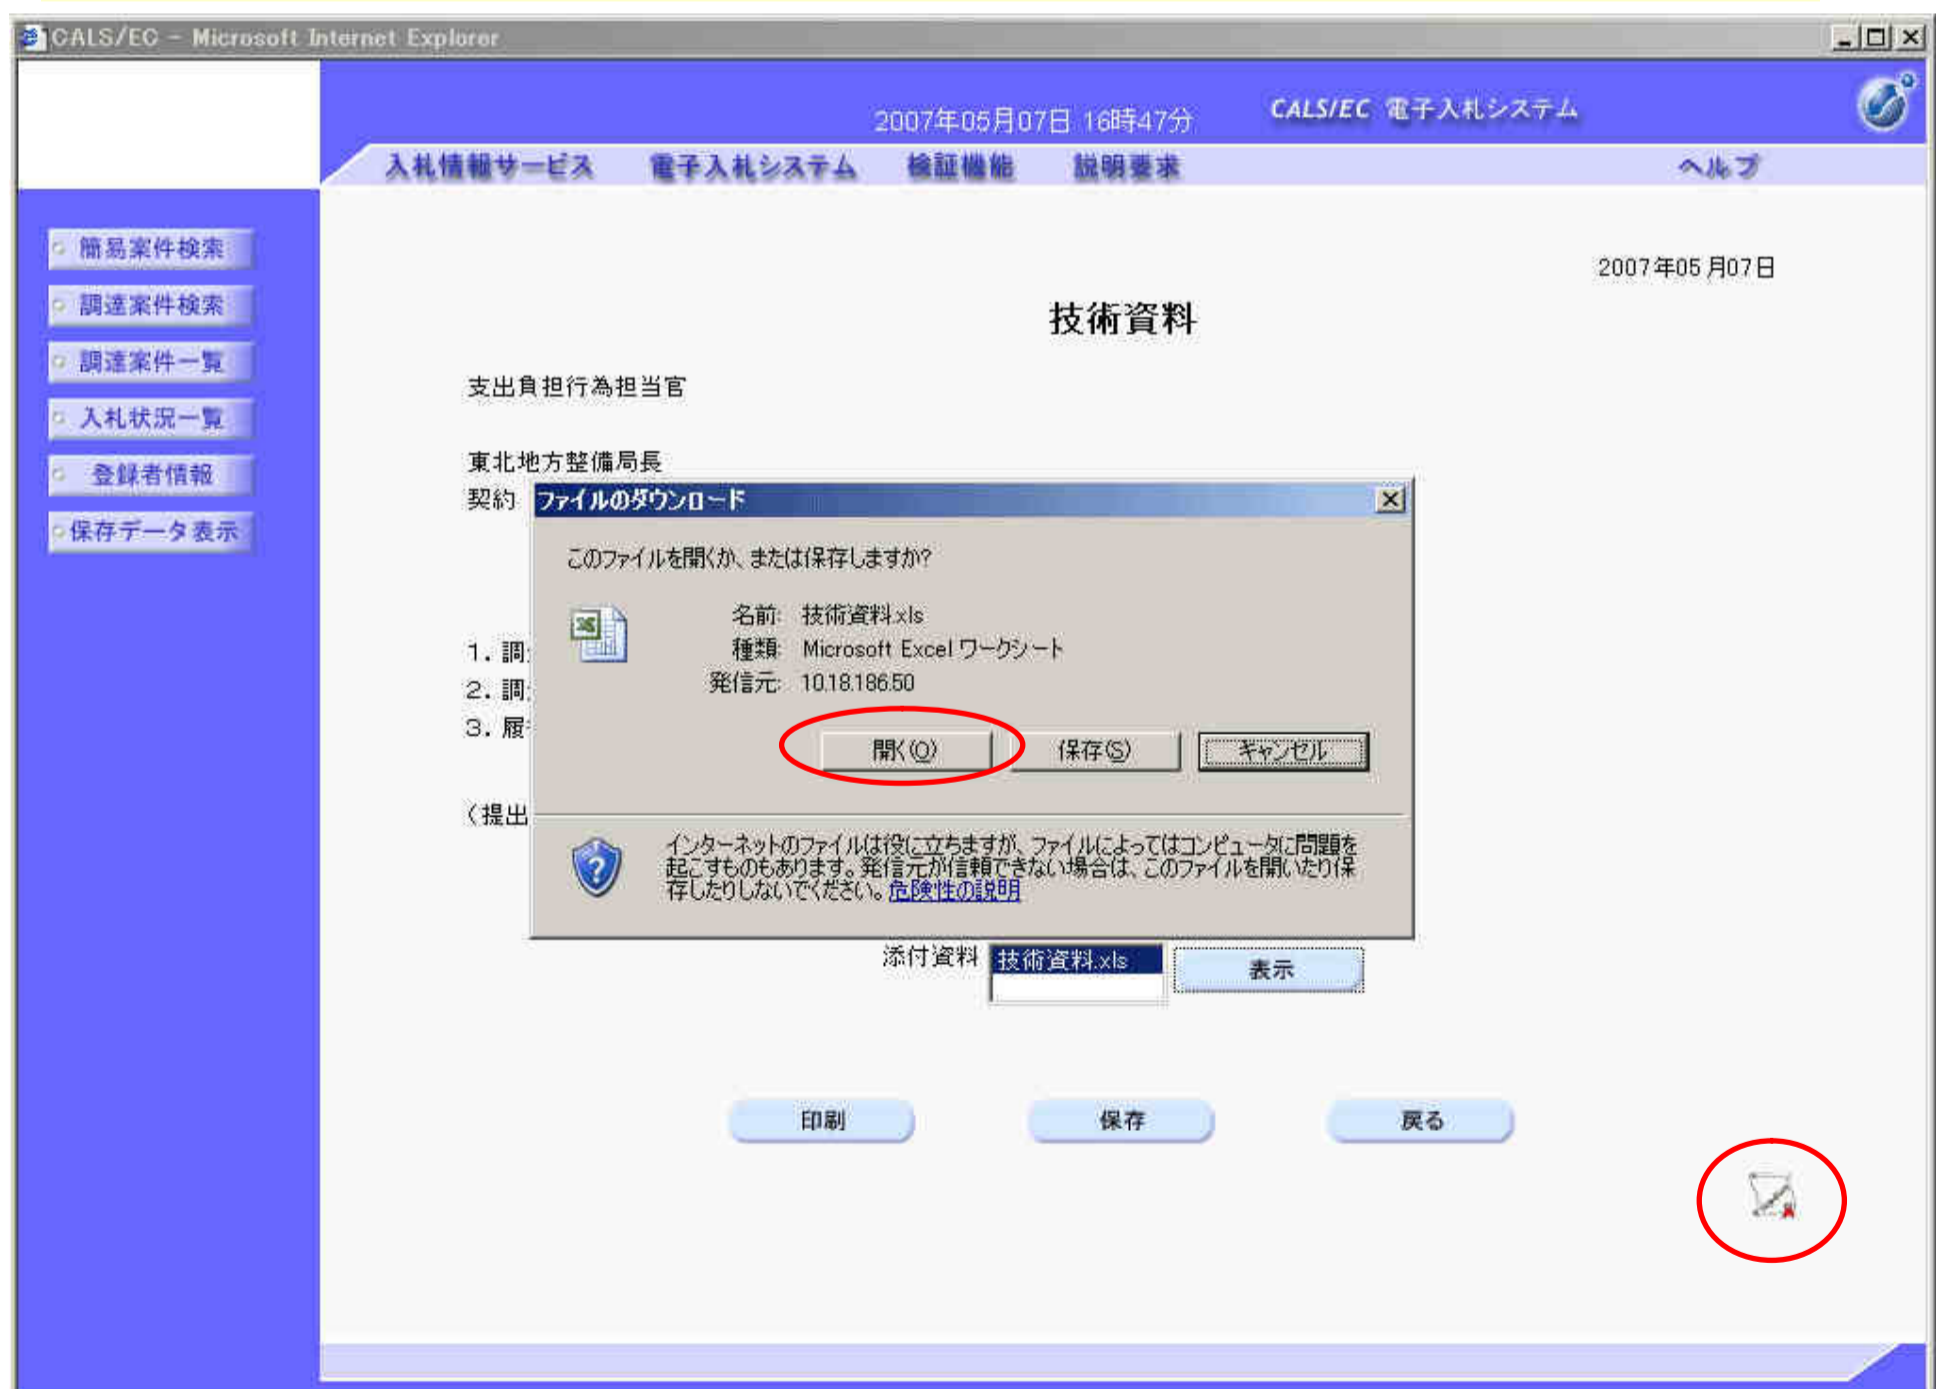 CALS/EC - Microsoft Internet Explorer
2007年05月07日 16時47分
CALS/EC 電子入札システム
入札情報サービス 電子入札システム 検証機能 説明要求 ヘルプ
簡易案件検索
調達案件検索
調達案件一覧
入札状況一覧
登録者情報
保存データ表示
2007年05月07日
技術資料
支出負担行為担当官
東北地方整備局長
契約
ファイルのダウンロード
このファイルを開くか、または保存しますか?
名前: 技術資料.xls
種類: Microsoft Excel ワークシート
発信元: 10.18.186.50
1. 調
2. 調
3. 履
開く(O) 保存(S) キャンセル
(提出
インターネットのファイルは役に立ちますが、ファイルによってはコンピュータに問題を
起こすものもあります。発信元が信頼できない場合は、このファイルを開いたり保
存したりしないでください。危険性の説明
添付資料 技術資料.xls 表示
印刷 保存 戻る